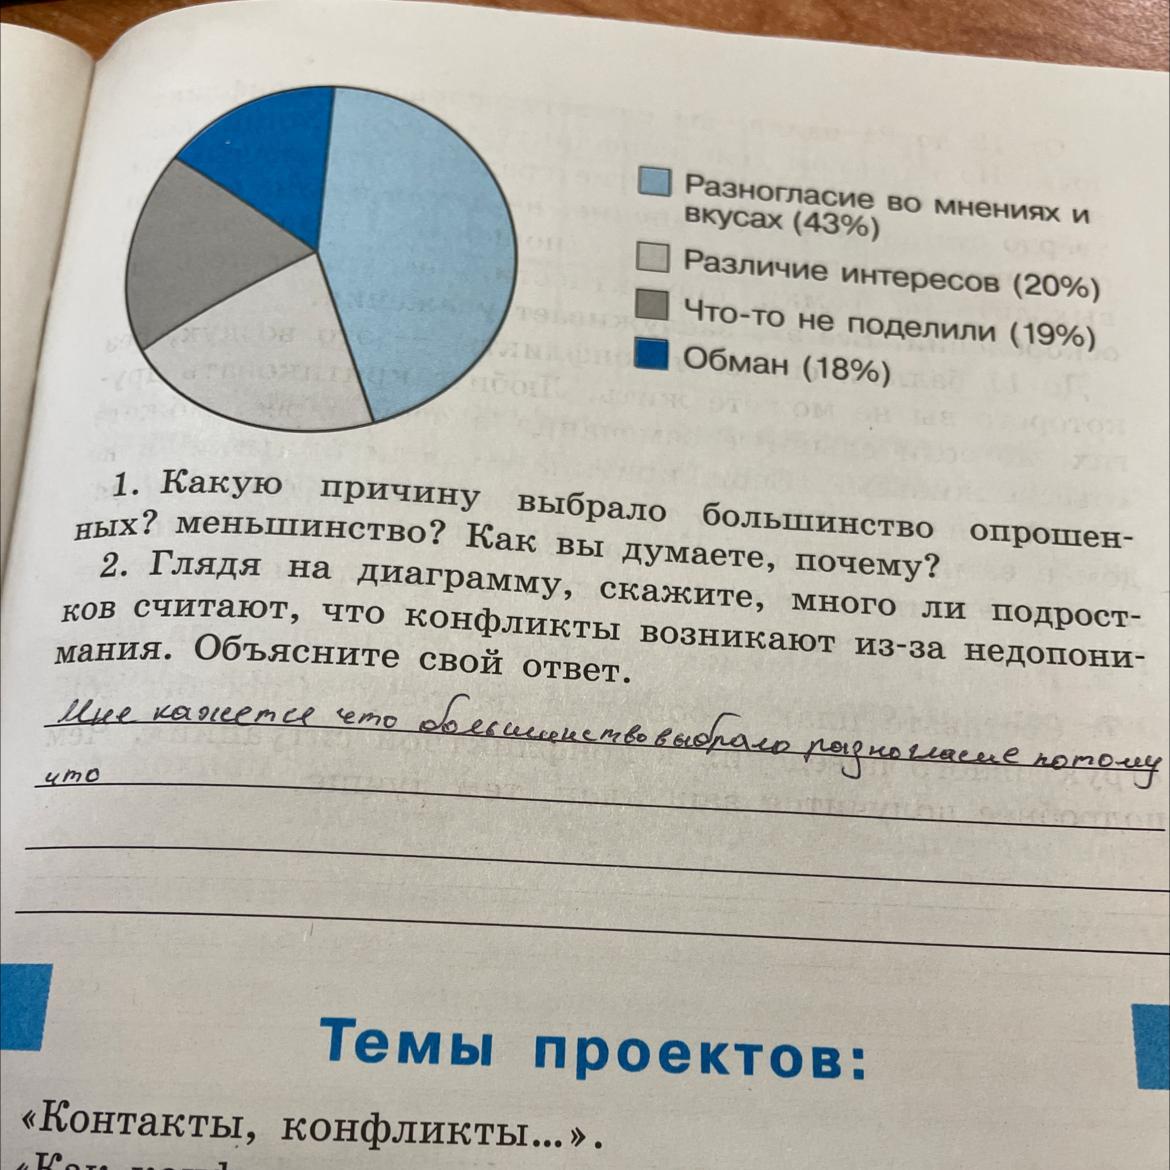 Разногласие во мнениях и
вкусах (43%)
Различие интересов (20%)
Что-то не поделили (19%)
Обман (18%)
1. Какую причину выбрало большинство опрошен-
ных? меньшинство? Как вы думаете, почему?
2. Глядя на диаграмму, скажите, много ли подрост-
ков считают, что конфликты возникают из-за недопони-
мания. Объясните свой ответ.
Мне кажется что большинство выбрало разногласие потому
что
Темы проектов:
«Контакты, конфликты...».